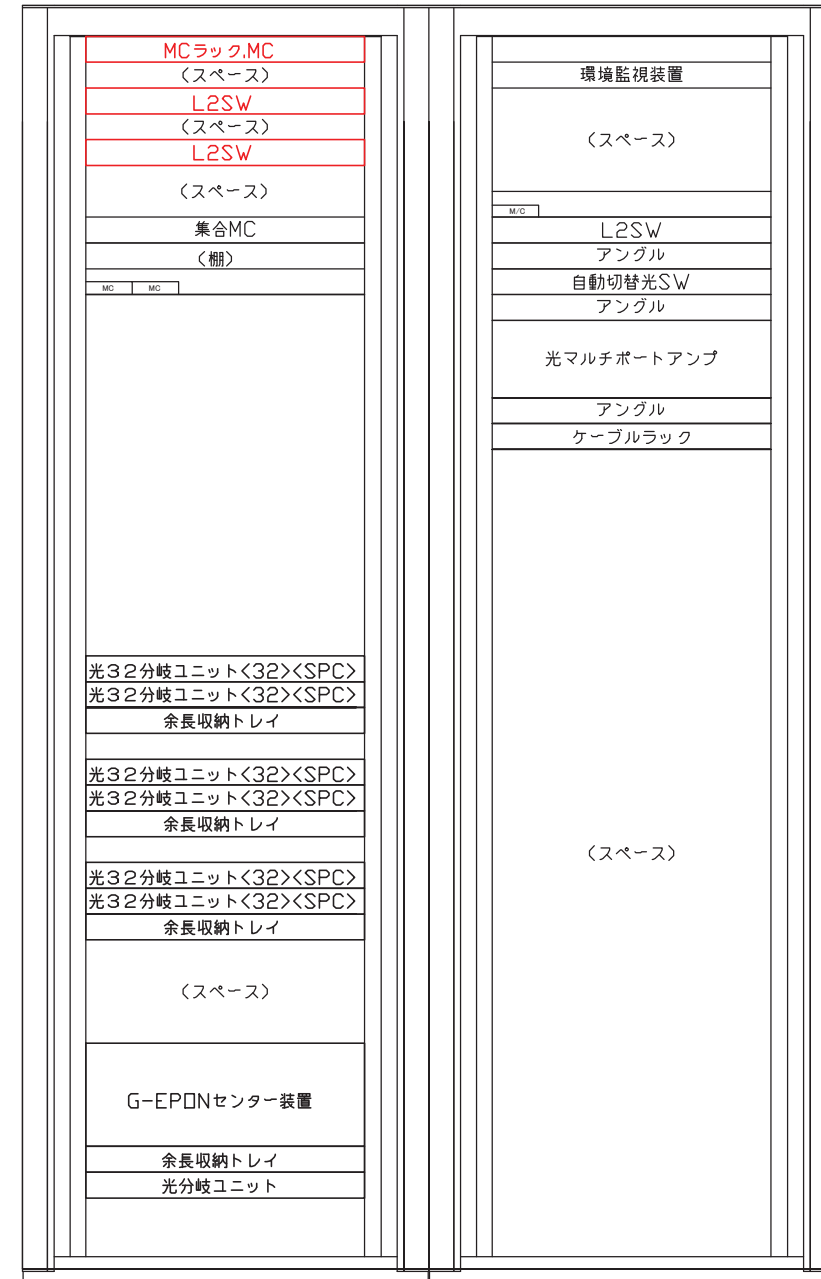 MCラック,MC
(スペース)
L2SW
(スペース)
L2SW
(スペース)
集合MC
(棚)
MC MC
光32分岐ユニット<32><SPC>
光32分岐ユニット<32><SPC>
余長収納トレイ
光32分岐ユニット<32><SPC>
光32分岐ユニット<32><SPC>
余長収納トレイ
光32分岐ユニット<32><SPC>
光32分岐ユニット<32><SPC>
余長収納トレイ
(スペース)
G-EPONセンター装置
余長収納トレイ
光分岐ユニット
環境監視装置
(スペース)
M/C
L2SW
アングル
自動切替光SW
アングル
光マルチポートアンプ
アングル
ケーブルラック
(スペース)